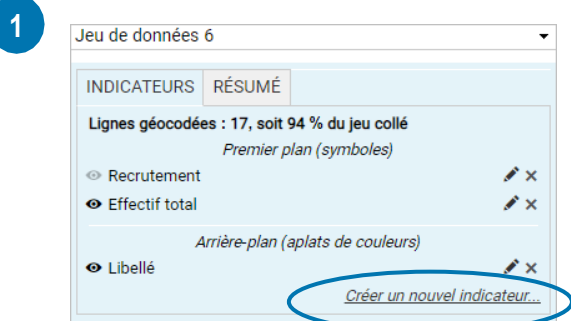 1
Jeu de données 6
INDICATEURS RÉSUMÉ
Lignes géocodées : 17, soit 94 % du jeu collé
Premier plan (symboles)
Recrutement
Effectif total
Arrière-plan (aplats de couleurs)
Libellé
Créer un nouvel indicateur...